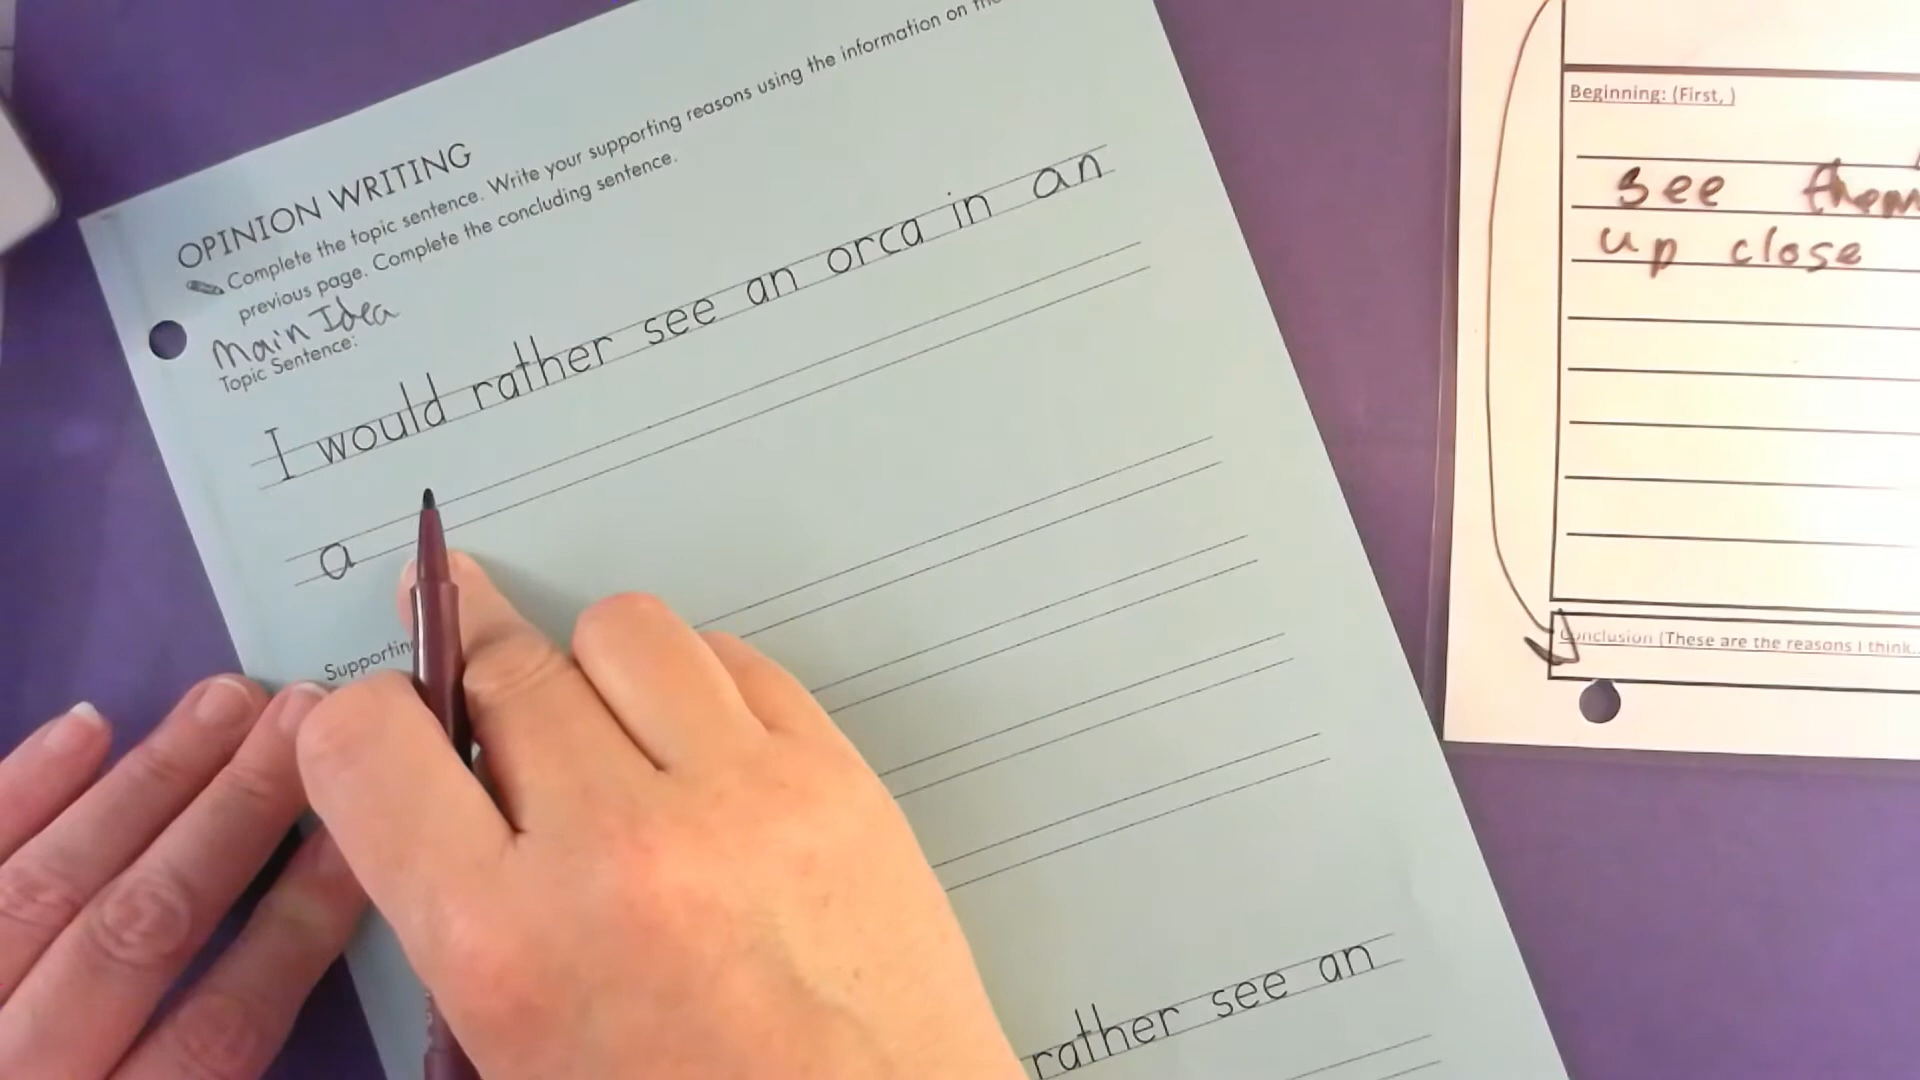 OPINION WRITING
Complete the topic sentence. Write your supporting reasons using the information on the
previous page. Complete the concluding sentence.
Main Idea
Topic Sentence:
I would rather see an orca in an
a
Supporting
rather see an
Beginning: (First, )
see them
up close
Conclusion (These are the reasons I think..